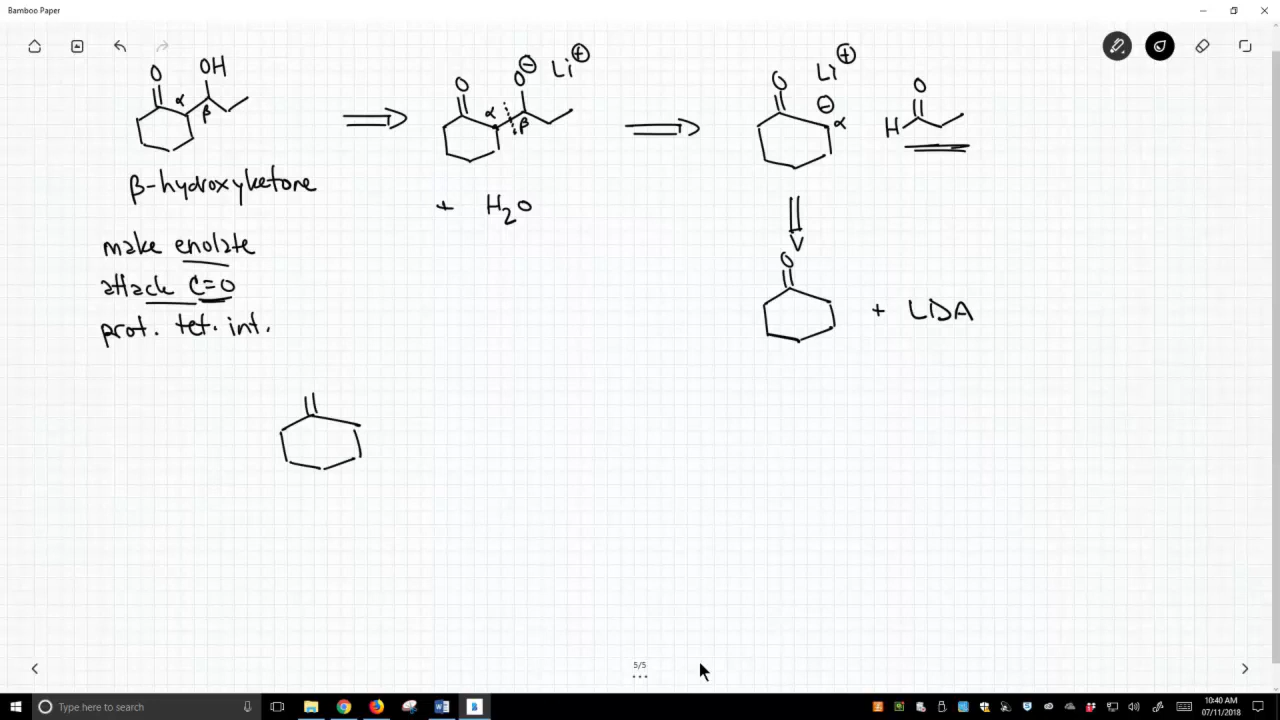 Bamboo Paper
O OH
α β
β-hydroxyketone
make enolate
attack C=O
prot. tet. int.
O O⊖ Li⊕
α β
+ H₂O
O Li⊕
⊖ α
O
H
O
+ LDA
5/5
Type here to search
10:40 AM
07/11/2018